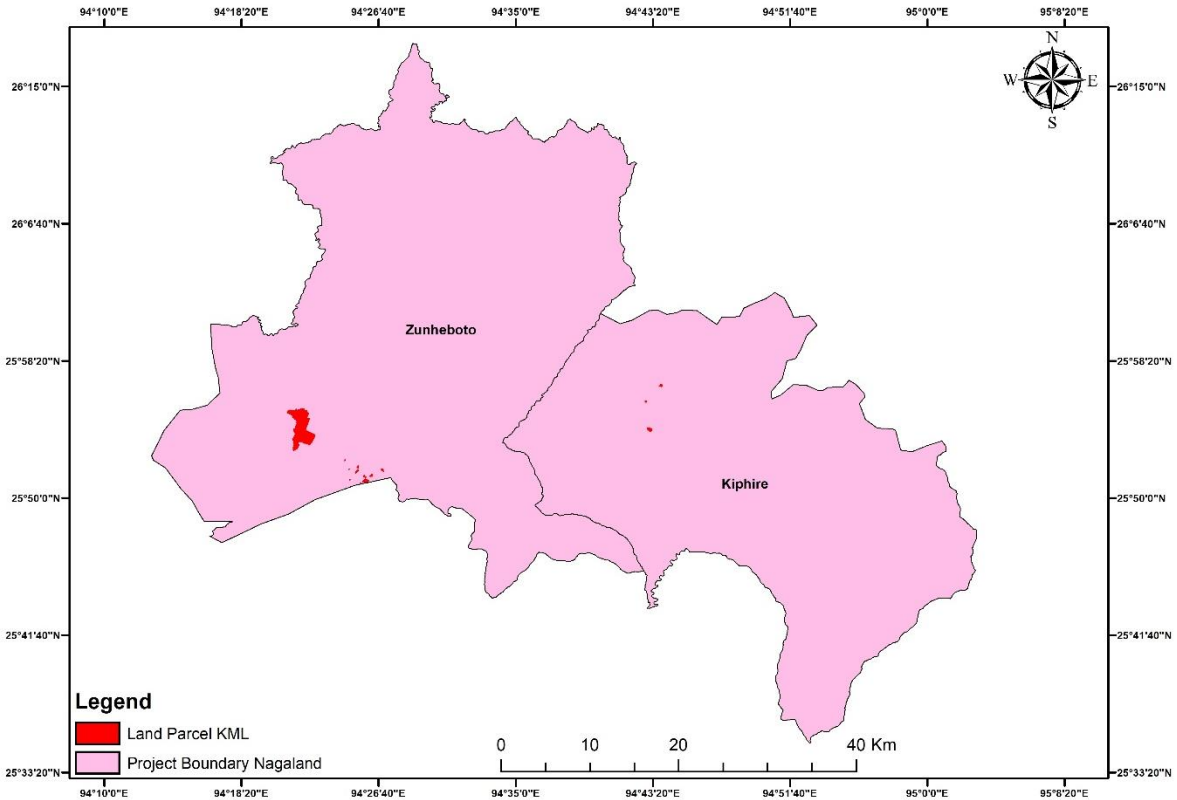 94°10'0"E 94°18'20"E 94°26'40"E 94°35'0"E 94°43'20"E 94°51'40"E 95°0'0"E 95°8'20"E
N
W E
S
26°15'0"N 26°15'0"N
26°6'40"N 26°6'40"N
Zunheboto
25°58'20"N 25°58'20"N
Kiphire
25°50'0"N 25°50'0"N
25°41'40"N 25°41'40"N
Legend
Land Parcel KML
Project Boundary Nagaland
0 10 20 40 Km
25°33'20"N 25°33'20"N
94°10'0"E 94°18'20"E 94°26'40"E 94°35'0"E 94°43'20"E 94°51'40"E 95°0'0"E 95°8'20"E